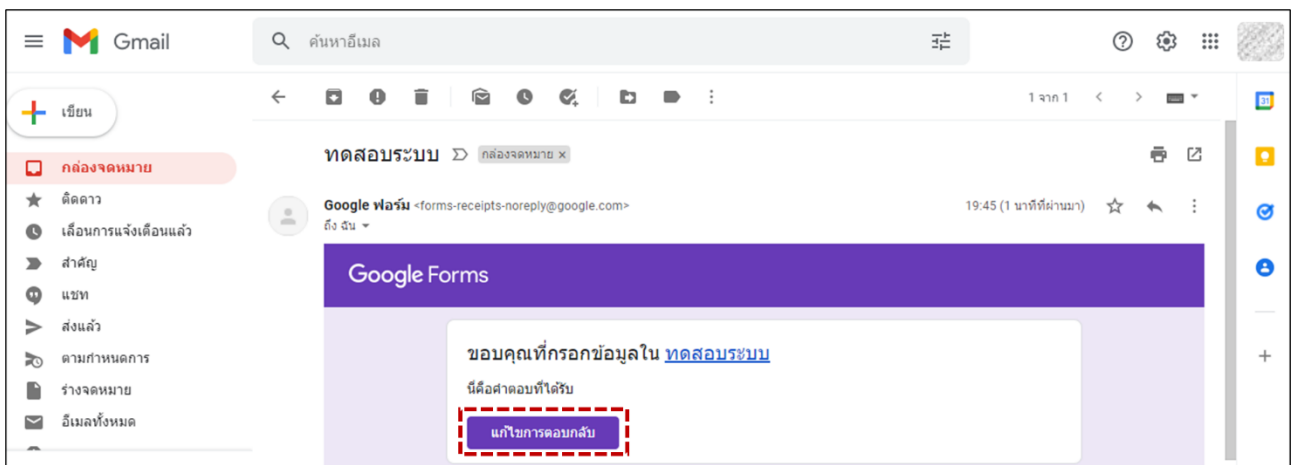 Gmail
ค้นหาอีเมล
เขียน
1 จาก 1
31
กล่องจดหมาย
ติดดาว
เลื่อนการแจ้งเตือนแล้ว
สำคัญ
แชท
ส่งแล้ว
ตามกำหนดการ
ร่างจดหมาย
อีเมลทั้งหมด
ทดสอบระบบ กล่องจดหมาย x
Google ฟอร์ม <forms-receipts-noreply@google.com> 19:45 (1 นาทีที่ผ่านมา)
ถึง ฉัน
Google Forms
ขอบคุณที่กรอกข้อมูลใน ทดสอบระบบ
นี่คือคำตอบที่ได้รับ
แก้ไขการตอบกลับ